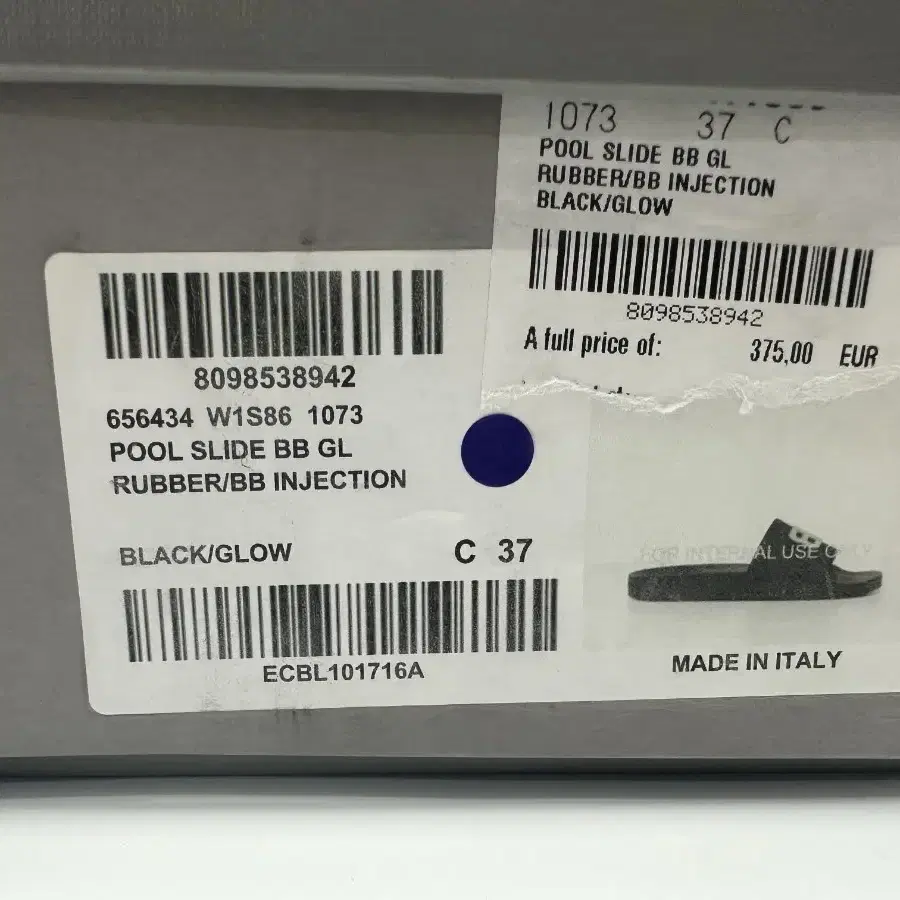 1073 37 C
POOL SLIDE BB GL
RUBBER/BB INJECTION
BLACK/GLOW
8098538942
A full price of: 375,00 EUR
8098538942
656434 W1S86 1073
POOL SLIDE BB GL
RUBBER/BB INJECTION
BLACK/GLOW C 37
ECBL101716A
FOR INTERNAL USE ONLY
MADE IN ITALY